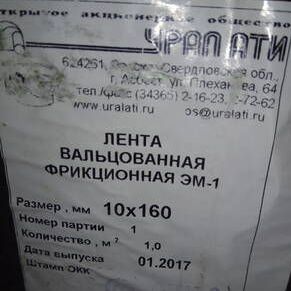 открытое акционерное общество
УРАЛАТИ
624261, Свердловская обл.,
г. Асбест, ул. Плеханова, 64
тел./факс (34365) 2-16-23, 2-72-62
www.uralati.ru os@uralati.ru
ЛЕНТА
ВАЛЬЦОВАННАЯ
ФРИКЦИОННАЯ ЭМ-1
Размер, мм 10х160
Номер партии 1
Количество, м² 1,0
Дата выпуска 01.2017
Штамп ОКК